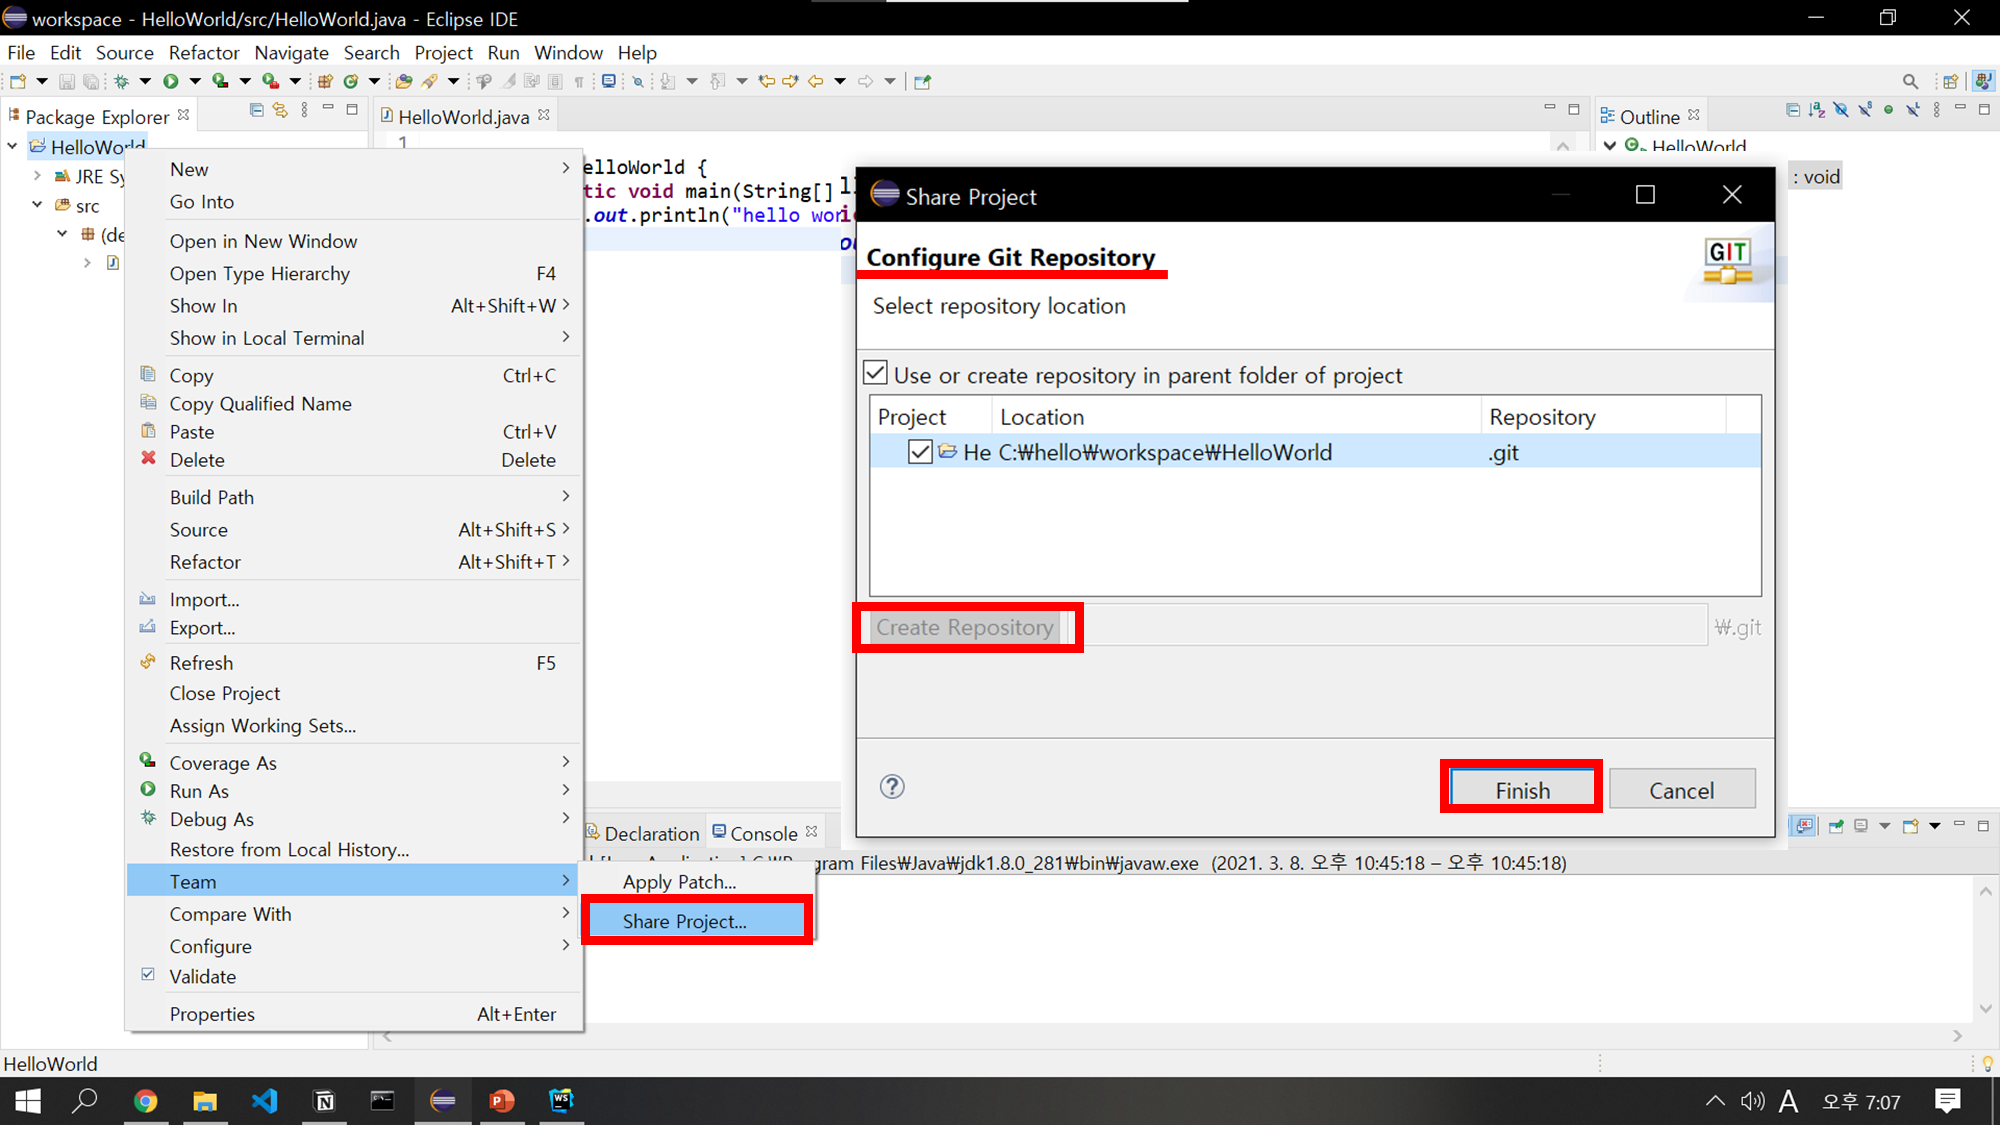 workspace - HelloWorld/src/HelloWorld.java - Eclipse IDE
File Edit Source Refactor Navigate Search Project Run Window Help
Package Explorer
HelloWorld.java
Outline
HelloWorld
1
HelloWorld
JRE Sy
src
(de
: void
elloWorld {
tic void main(String[]
.out.println("hello wor
New
Go Into
Open in New Window
Open Type Hierarchy F4
Show In Alt+Shift+W
Show in Local Terminal
Copy Ctrl+C
Copy Qualified Name
Paste Ctrl+V
Delete Delete
Build Path
Source Alt+Shift+S
Refactor Alt+Shift+T
Import...
Export...
Refresh F5
Close Project
Assign Working Sets...
Coverage As
Run As
Debug As
Restore from Local History...
Team
Compare With
Configure
Validate
Properties Alt+Enter
Apply Patch...
Share Project...
Share Project
Configure Git Repository
GIT
Select repository location
Use or create repository in parent folder of project
Project Location Repository
He C:₩hello₩workspace₩HelloWorld .git
Create Repository ₩.git
Finish Cancel
Declaration Console
gram Files₩Java₩jdk1.8.0_281₩bin₩javaw.exe (2021. 3. 8. 오후 10:45:18 – 오후 10:45:18)
HelloWorld
A 오후 7:07